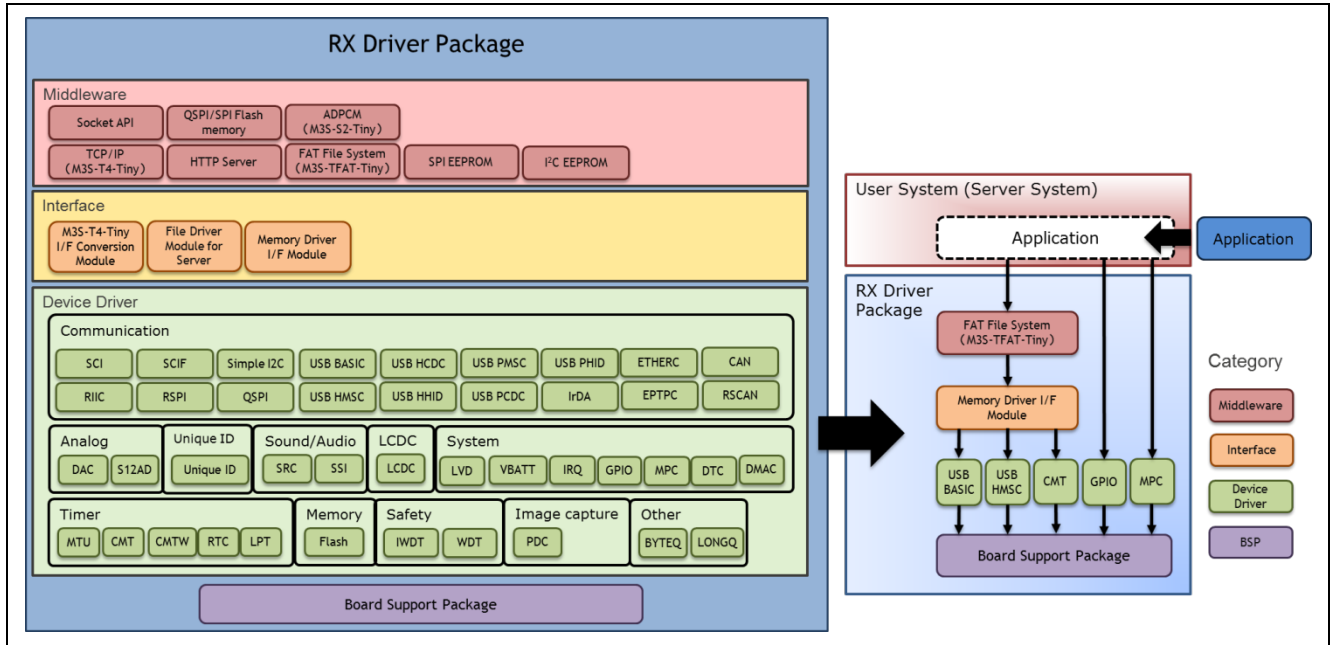 RX Driver Package
Middleware
Socket API
QSPI/SPI Flash
memory
ADPCM
(M3S-S2-Tiny)
TCP/IP
(M3S-T4-Tiny)
HTTP Server
FAT File System
(M3S-TFAT-Tiny)
SPI EEPROM
I²C EEPROM
Interface
M3S-T4-Tiny
I/F Conversion
Module
File Driver
Module for
Server
Memory Driver
I/F Module
Device Driver
Communication
SCI
SCIF
Simple I2C
USB BASIC
USB HCDC
USB PMSC
USB PHID
ETHERC
CAN
RIIC
RSPI
QSPI
USB HMSC
USB HHID
USB PCDC
IrDA
EPTPC
RSCAN
Analog
DAC
S12AD
Unique ID
Unique ID
Sound/Audio
SRC
SSI
LCDC
LCDC
System
LVD
VBATT
IRQ
GPIO
MPC
DTC
DMAC
Timer
MTU
CMT
CMTW
RTC
LPT
Memory
Flash
Safety
IWDT
WDT
Image capture
PDC
Other
BYTEQ
LONGQ
Board Support Package
User System (Server System)
Application
Application
RX Driver
Package
FAT File System
(M3S-TFAT-Tiny)
Memory Driver I/F
Module
USB
BASIC
USB
HMSC
CMT
GPIO
MPC
Board Support Package
Category
Middleware
Interface
Device
Driver
BSP